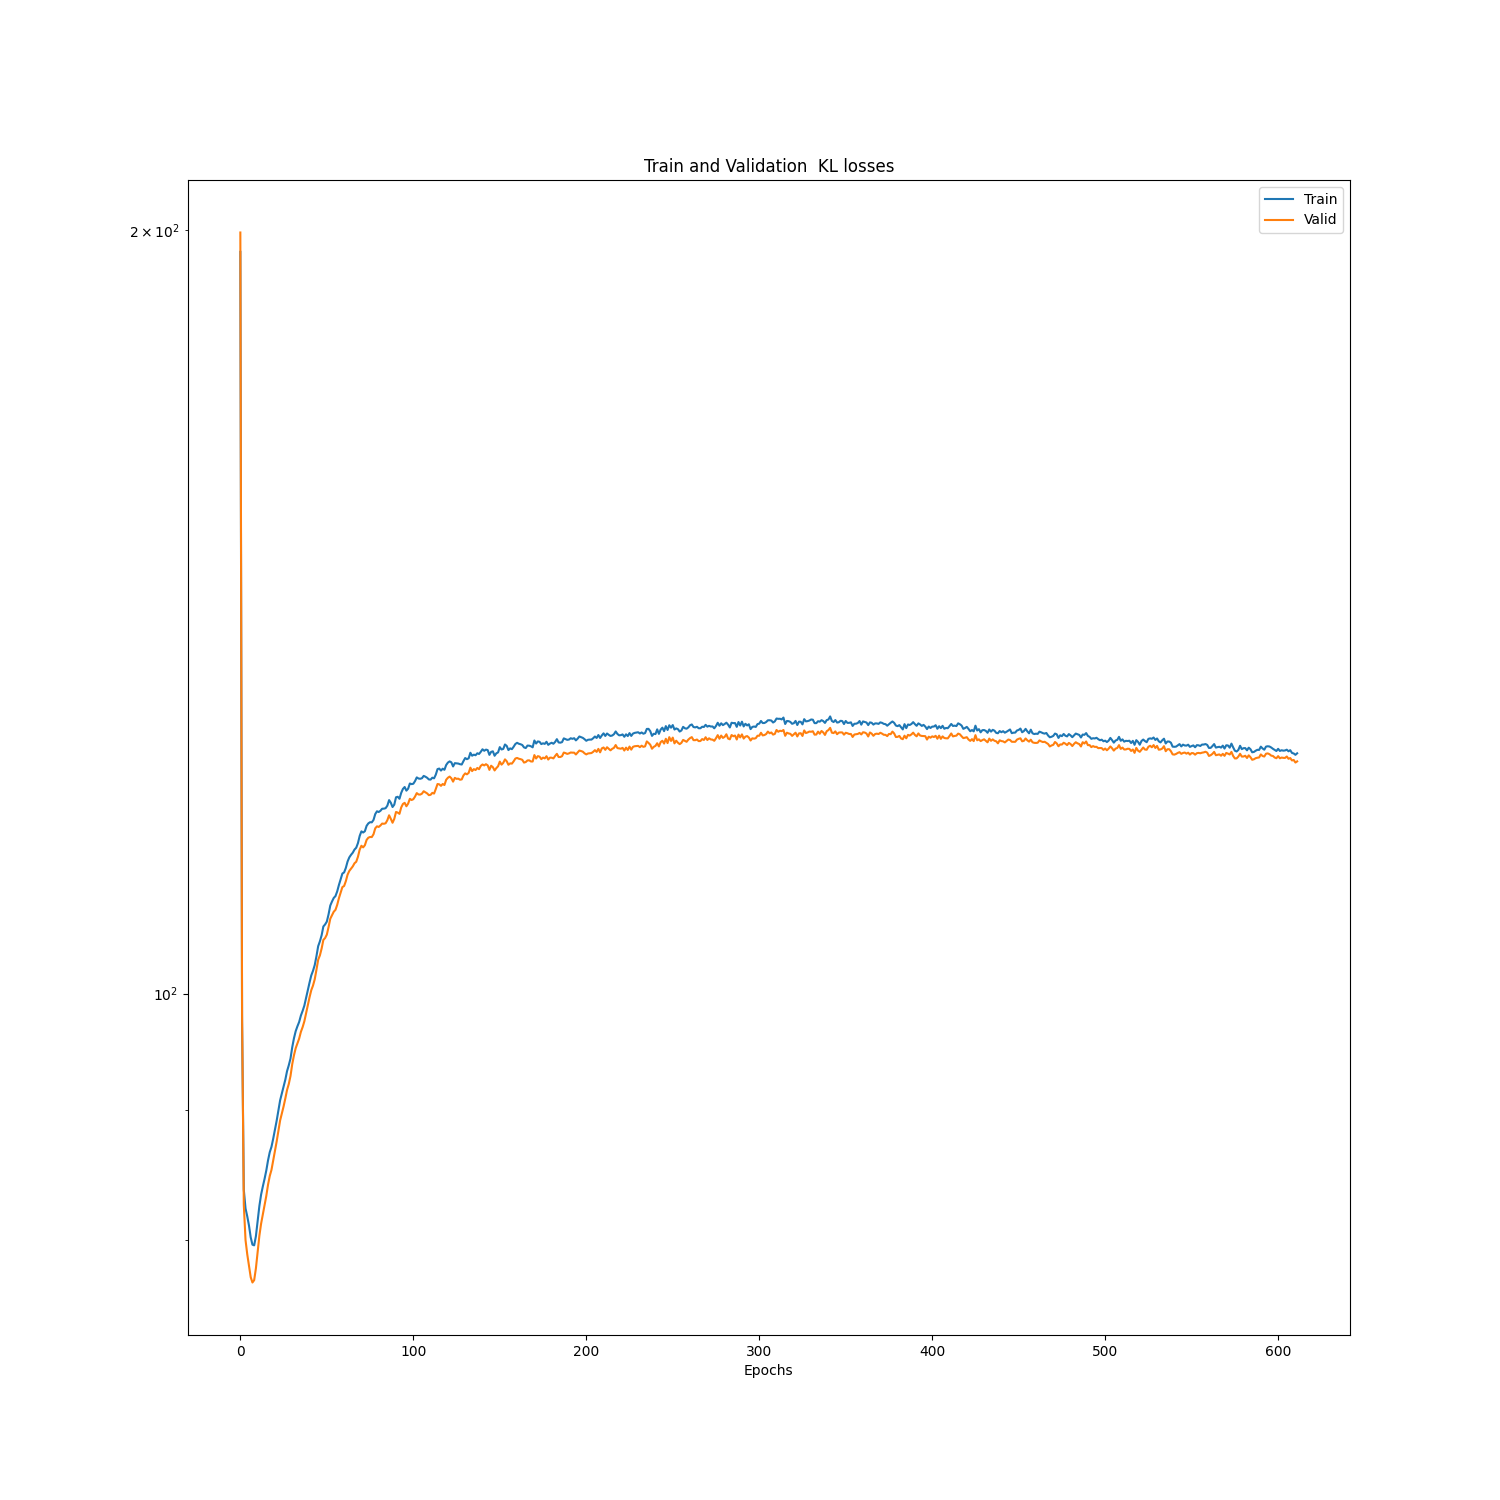 Train and Validation  KL losses
Train
Valid
2 × 10²
10²
0 100 200 300 400 500 600
Epochs